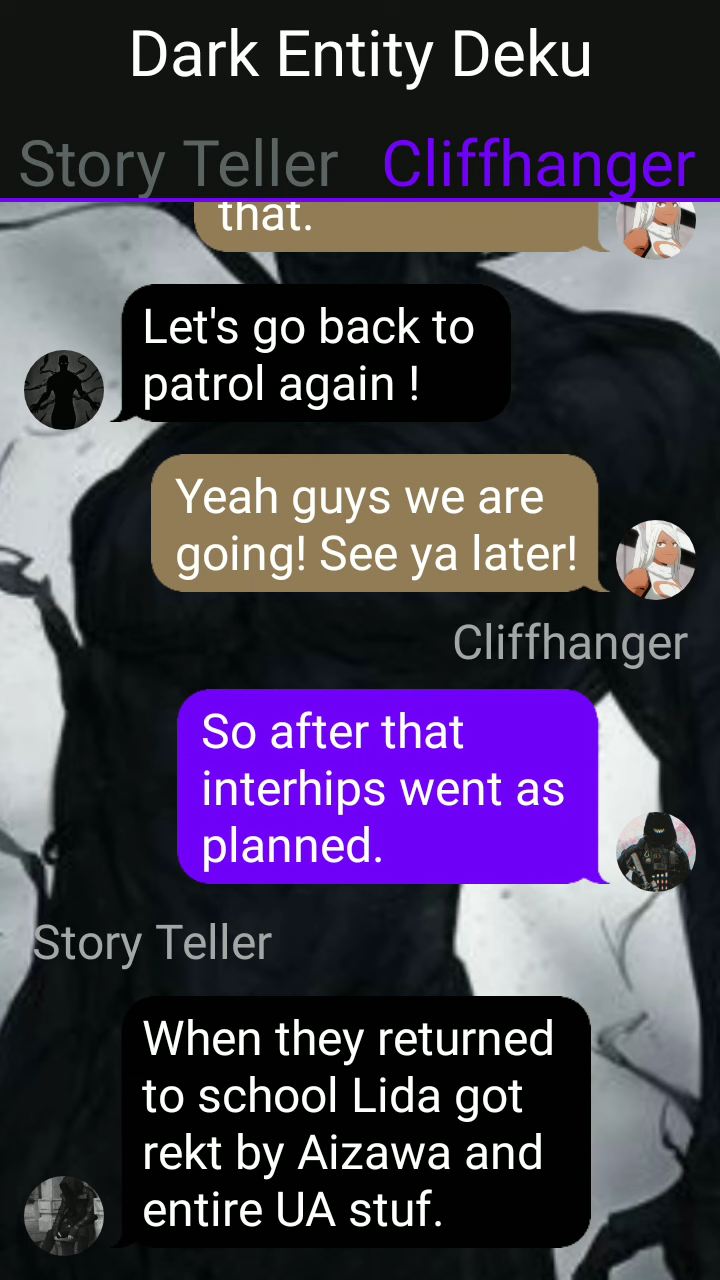 Dark Entity Deku
Story Teller Cliffhanger
that.
Let's go back to
patrol again !
Yeah guys we are
going! See ya later!
Cliffhanger
So after that
interhips went as
planned.
Story Teller
When they returned
to school Lida got
rekt by Aizawa and
entire UA stuf.